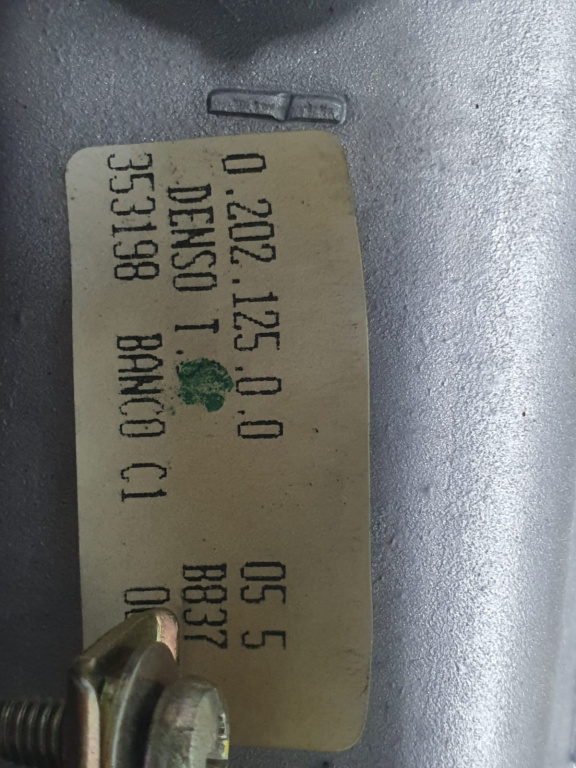 0.202.125.0.0 05 5
DENSO T. B837
353198 BANCO C1